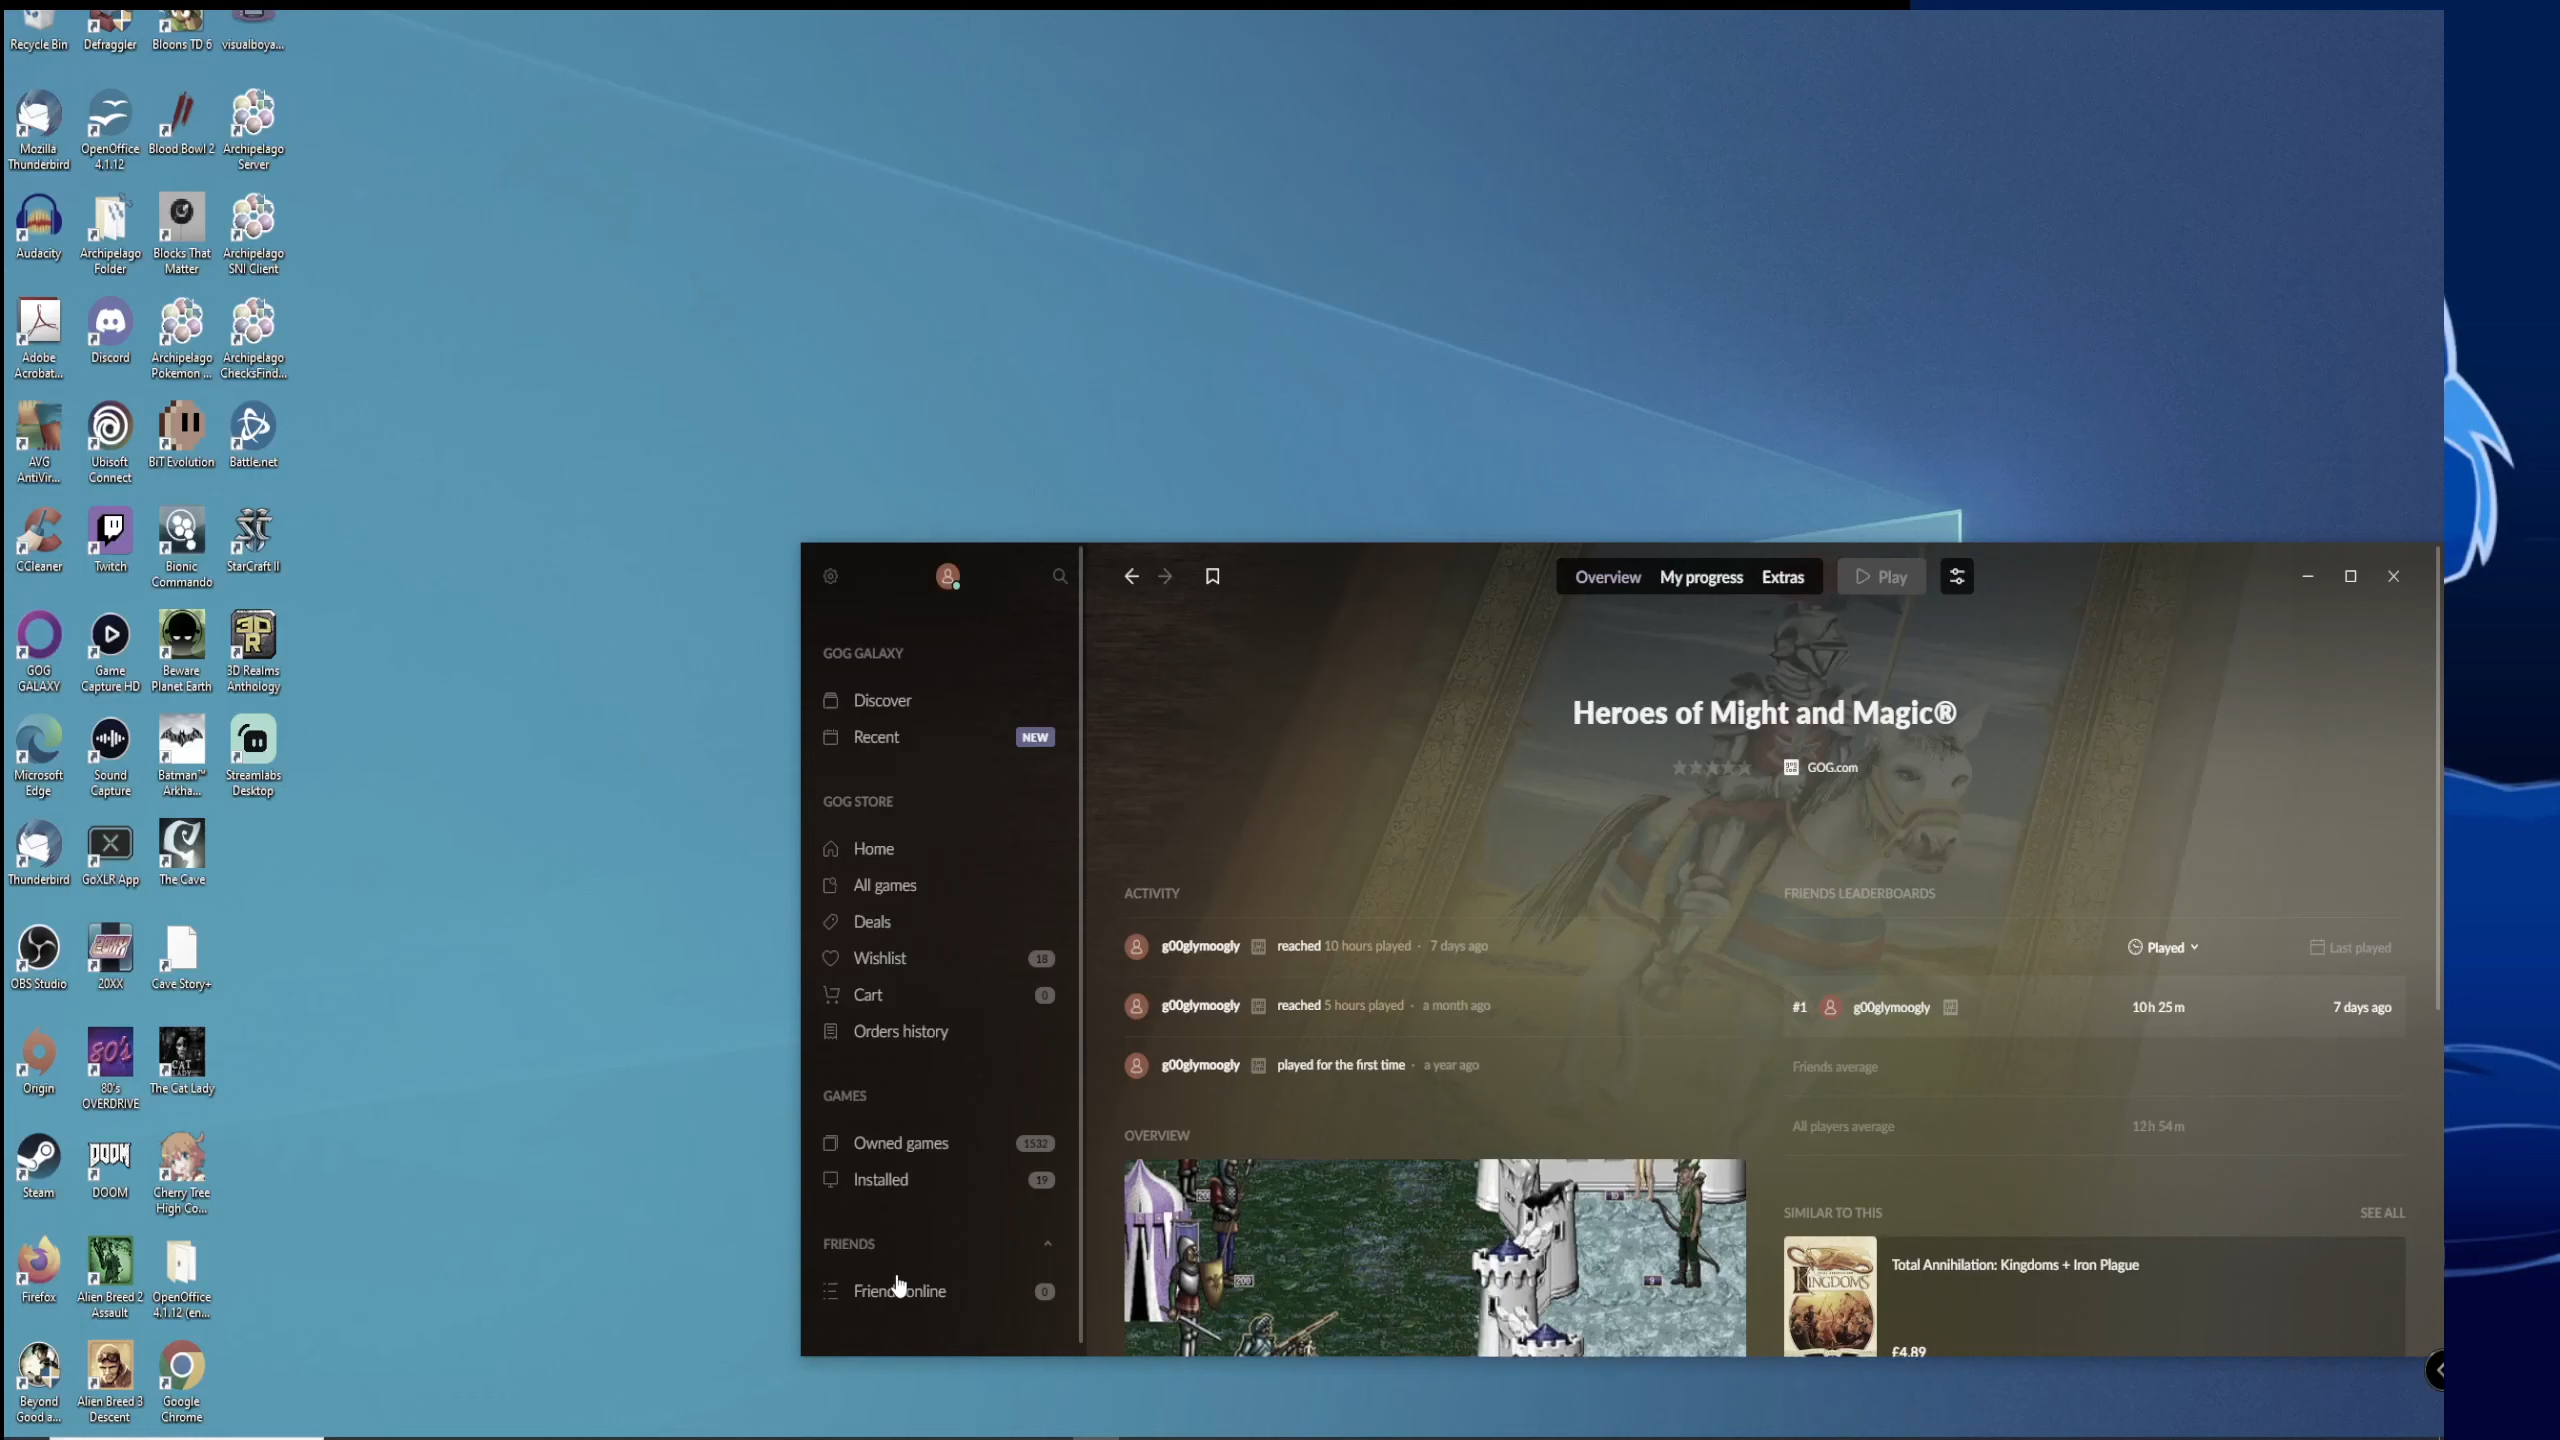 Recycle Bin
Defraggler
Bloons TD 6
visualboya...
Mozilla
Thunderbird
OpenOffice
4.1.12
Blood Bowl 2
Archipelago
Server
Audacity
Archipelago
Folder
Blocks That
Matter
Archipelago
SNI Client
Adobe
Acrobat...
Discord
Archipelago
Pokemon ...
Archipelago
ChecksFind...
AVG
AntiVir...
Ubisoft
Connect
BiT Evolution
Battle.net
CCleaner
Twitch
Bionic
Commando
StarCraft II
GOG
GALAXY
Game
Capture HD
Beware
Planet Earth
3D Realms
Anthology
Microsoft
Edge
Sound
Capture
Batman™
Arkha...
Streamlabs
Desktop
Thunderbird
GoXLR App
The Cave
OBS Studio
20XX
Cave Story+
Origin
80's
OVERDRIVE
The Cat Lady
Steam
DOOM
Cherry Tree
High Co...
Firefox
Alien Breed 2
Assault
OpenOffice
4.1.12 (en...
Beyond
Good a...
Alien Breed 3
Descent
Google
Chrome
GOG GALAXY
Discover
Recent NEW
GOG STORE
Home
All games
Deals
Wishlist 18
Cart 0
Orders history
GAMES
Owned games 1532
Installed 19
FRIENDS
Friends online 0
Overview My progress Extras Play
Heroes of Might and Magic®
GOG.com
ACTIVITY
g00glymoogly reached 10 hours played · 7 days ago
g00glymoogly reached 5 hours played · a month ago
g00glymoogly played for the first time · a year ago
OVERVIEW
200
200
10
9
FRIENDS LEADERBOARDS
Played Last played
#1 g00glymoogly 10h 25m 7 days ago
Friends average
All players average 12h 54m
SIMILAR TO THIS SEE ALL
KINGDOMS
Total Annihilation: Kingdoms + Iron Plague
£4.89